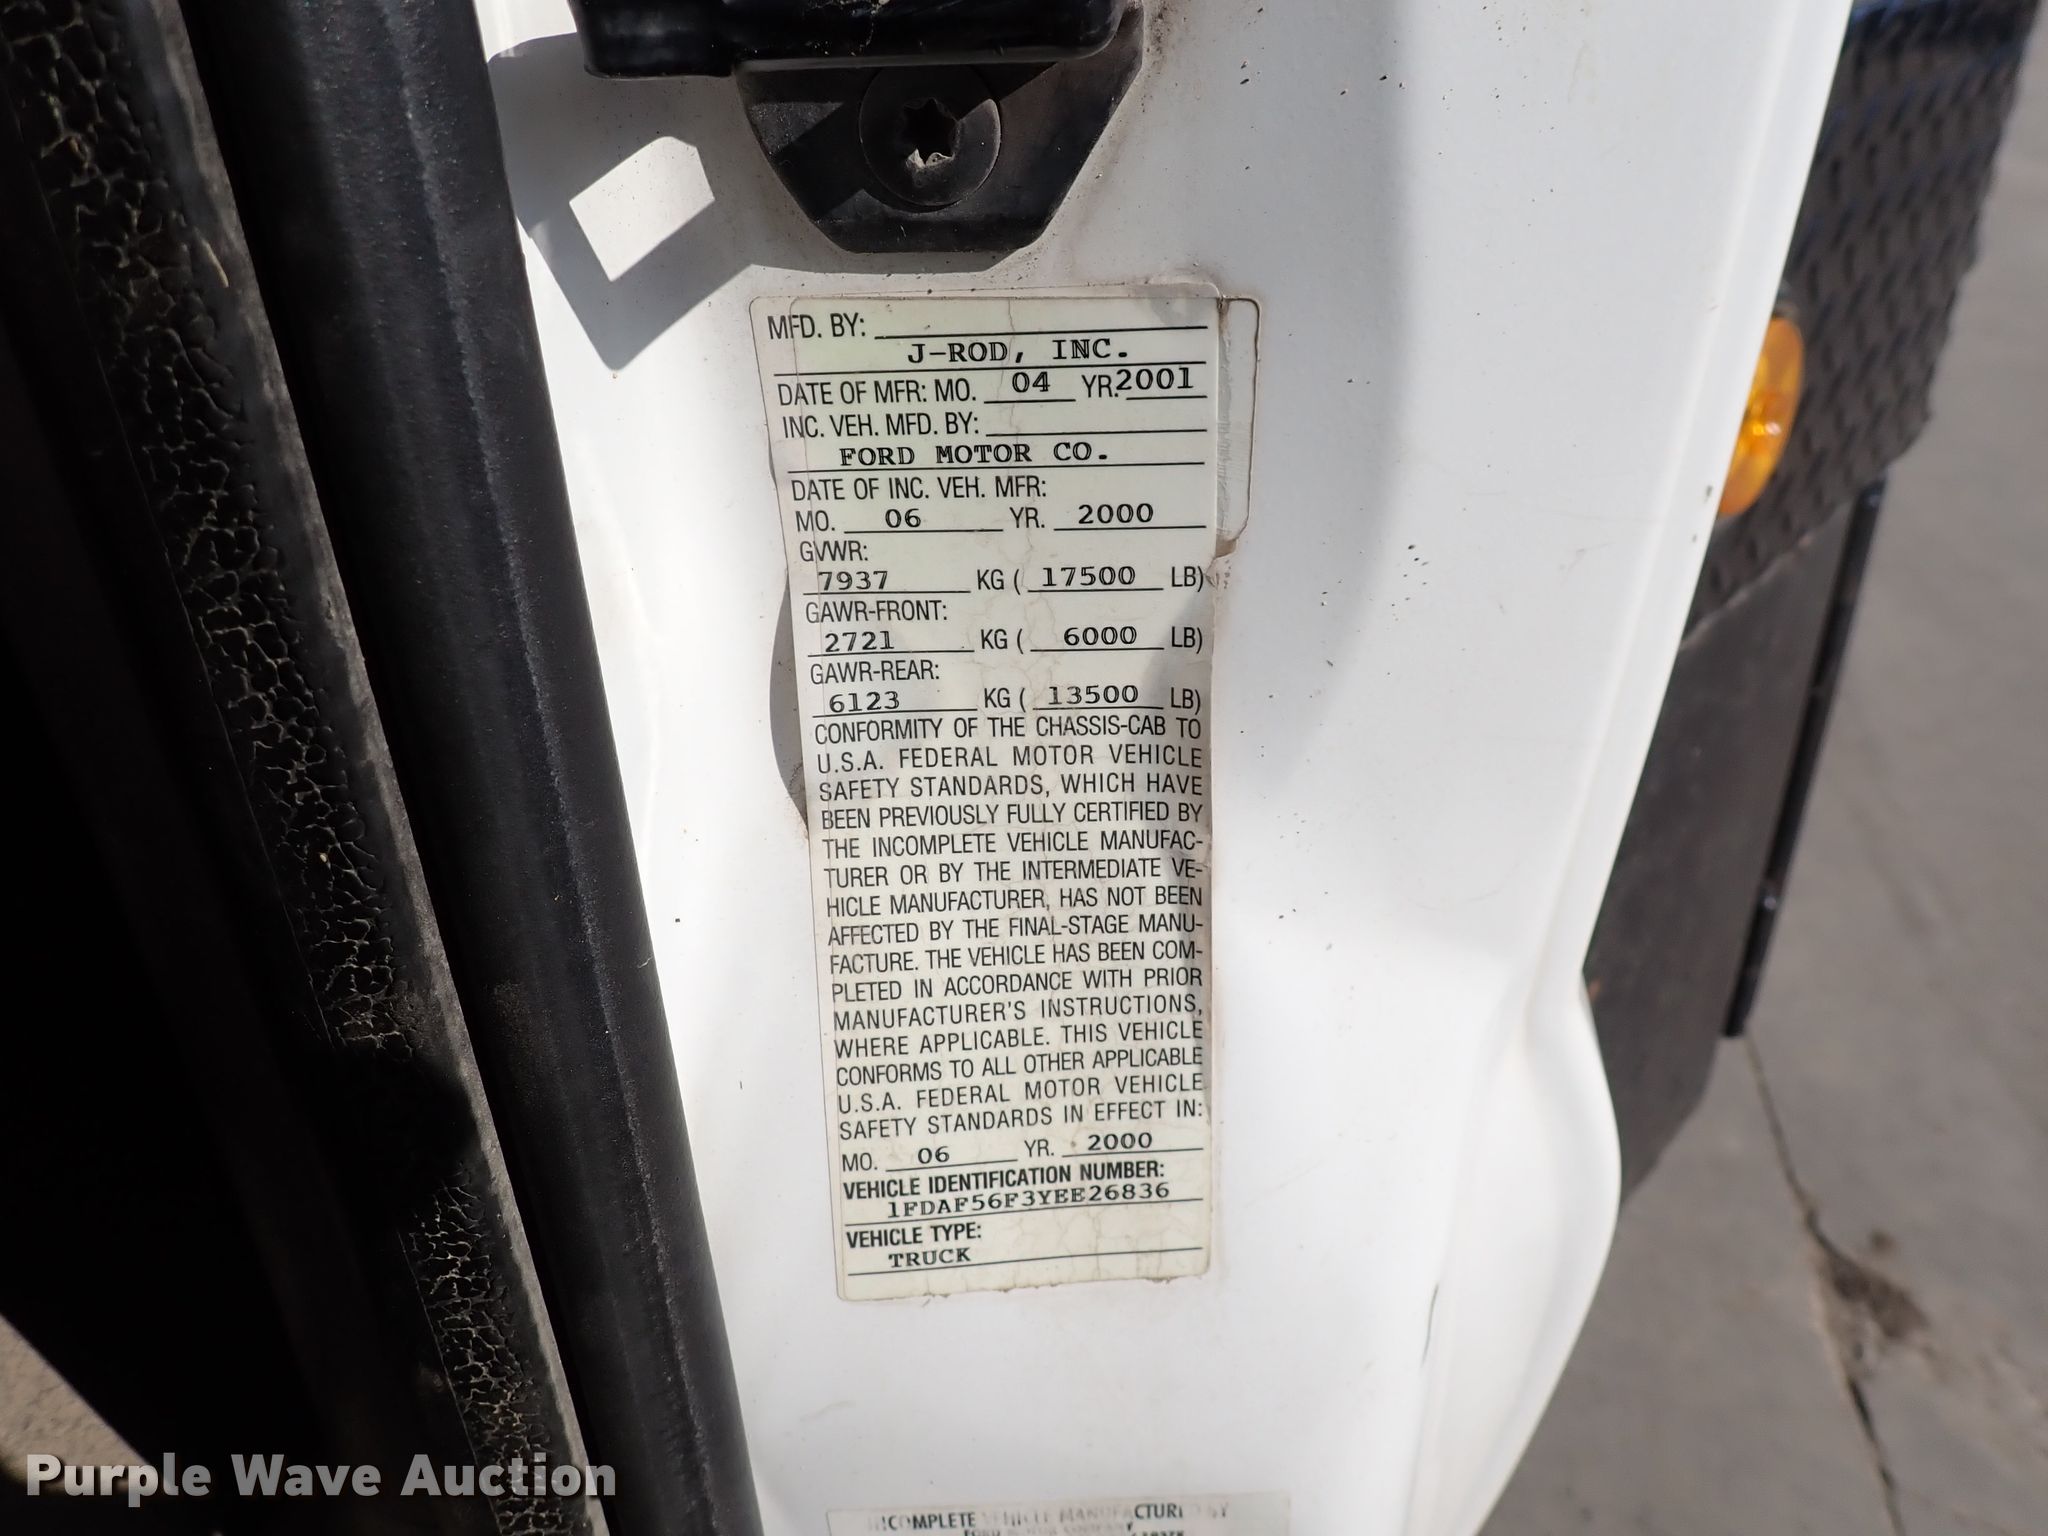 MFD. BY:
J-ROD, INC.
DATE OF MFR: MO. 04 YR. 2001
INC. VEH. MFD. BY:
FORD MOTOR CO.
DATE OF INC. VEH. MFR:
MO. 06 YR. 2000
GVWR:
7937 KG ( 17500 LB)
GAWR-FRONT:
2721 KG ( 6000 LB)
GAWR-REAR:
6123 KG ( 13500 LB)
CONFORMITY OF THE CHASSIS-CAB TO
U.S.A. FEDERAL MOTOR VEHICLE
SAFETY STANDARDS, WHICH HAVE
BEEN PREVIOUSLY FULLY CERTIFIED BY
THE INCOMPLETE VEHICLE MANUFAC-
TURER OR BY THE INTERMEDIATE VE-
HICLE MANUFACTURER, HAS NOT BEEN
AFFECTED BY THE FINAL-STAGE MANU-
FACTURE. THE VEHICLE HAS BEEN COM-
PLETED IN ACCORDANCE WITH PRIOR
MANUFACTURER'S INSTRUCTIONS,
WHERE APPLICABLE. THIS VEHICLE
CONFORMS TO ALL OTHER APPLICABLE
U.S.A. FEDERAL MOTOR VEHICLE
SAFETY STANDARDS IN EFFECT IN:
MO. 06 YR. 2000
VEHICLE IDENTIFICATION NUMBER:
1FDAF56F3YEE26836
VEHICLE TYPE:
TRUCK
Purple Wave Auction
INCOMPLETE VEHICLE MANUFACTURED BY